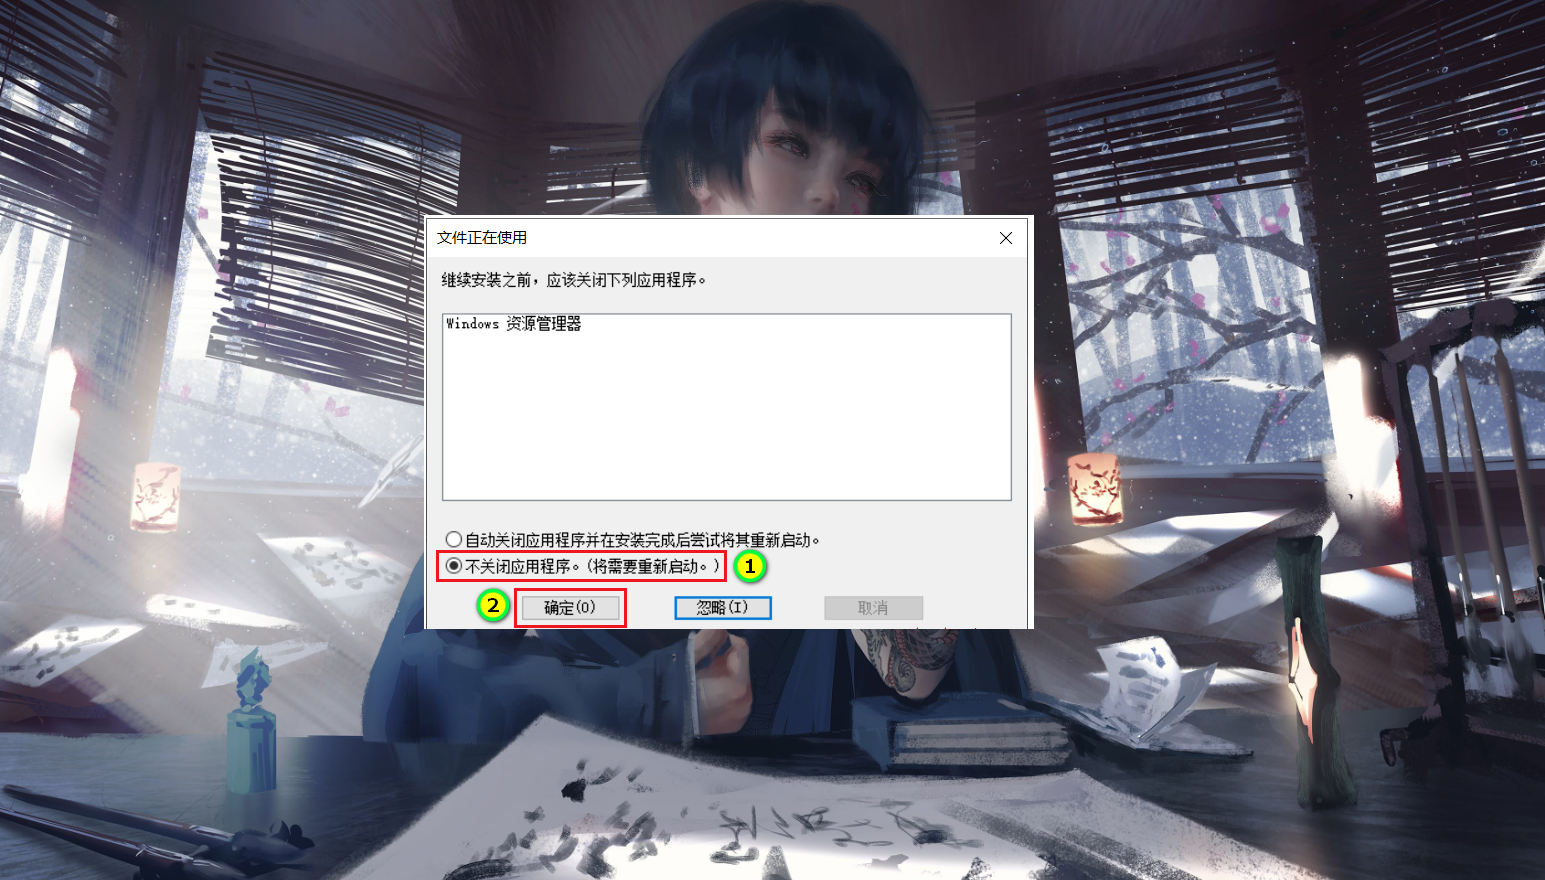 文件正在使用
继续安装之前，应该关闭下列应用程序。
Windows 资源管理器
自动关闭应用程序并在安装完成后尝试将其重新启动。
不关闭应用程序。(将需要重新启动。)
1
2
确定(O)
忽略(I)
取消